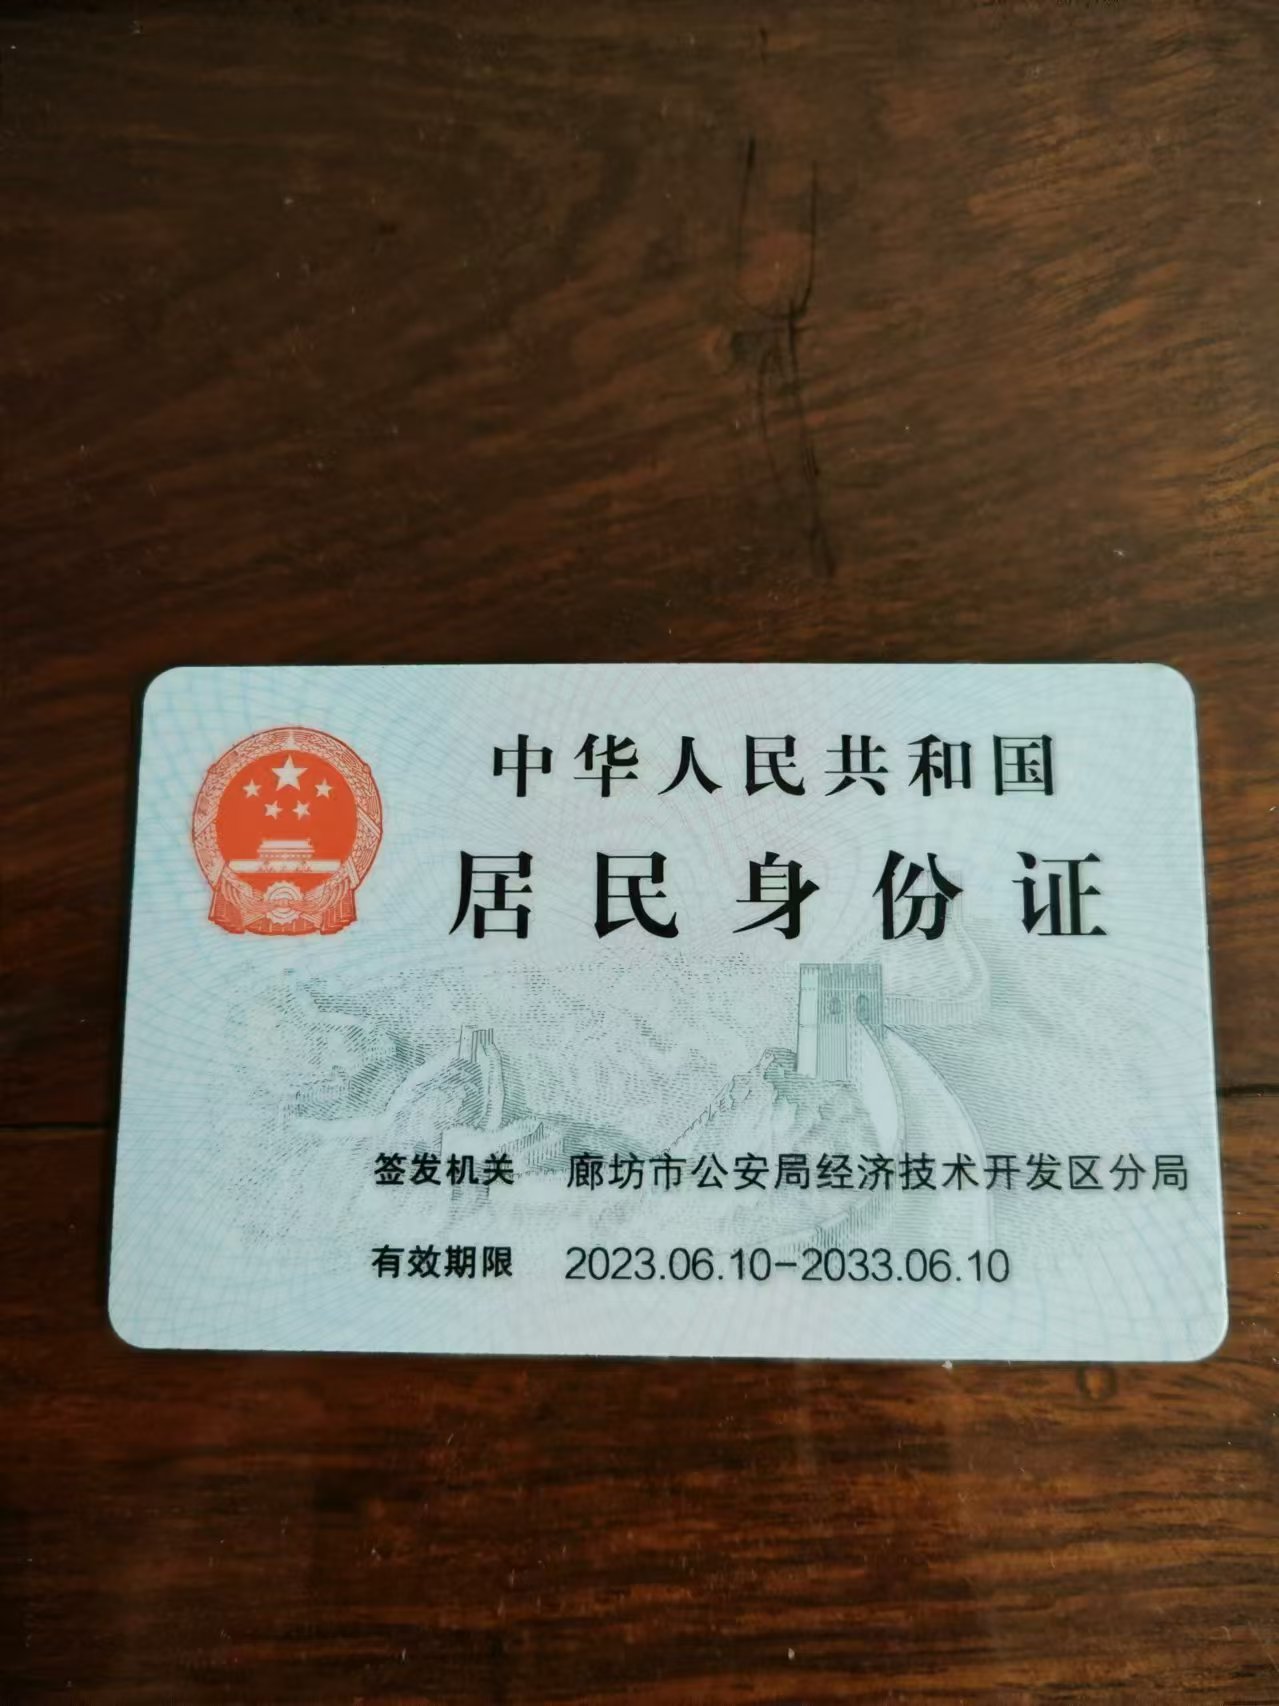 中华人民共和国
居民身份证
签发机关 廊坊市公安局经济技术开发区分局
有效期限 2023.06.10-2033.06.10